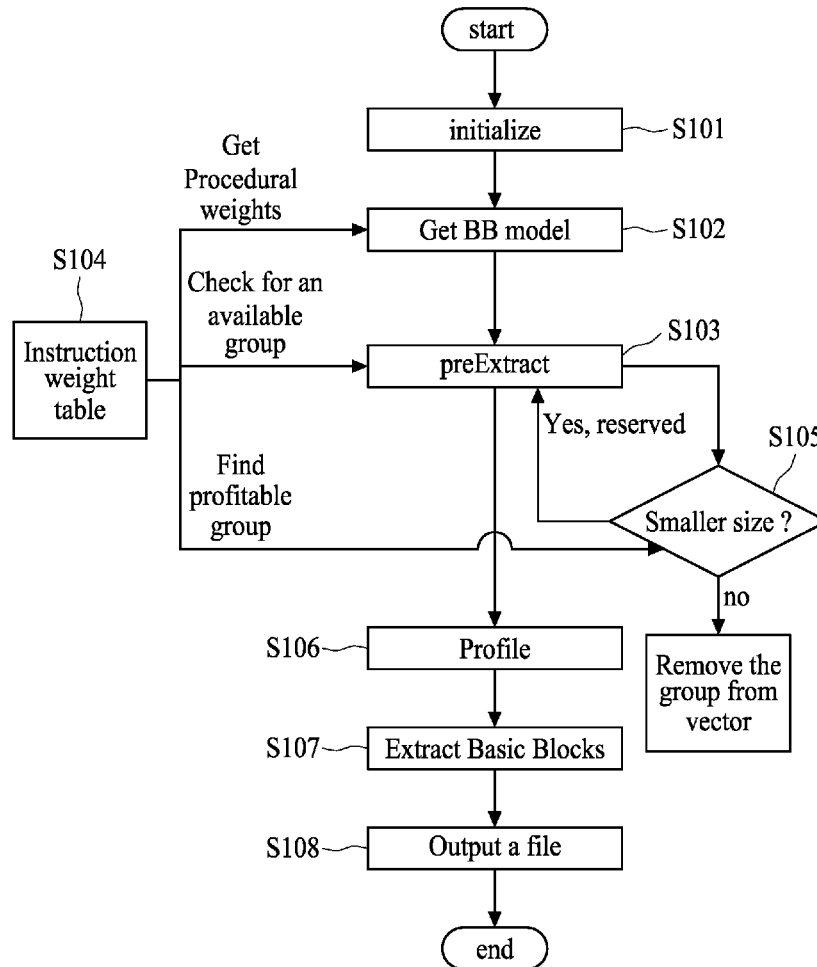 start
initialize
S101
Get
Procedural
weights
Get BB model
S102
S104
Check for an
available
group
Instruction
weight
table
preExtract
S103
Yes, reserved
S105
Find
profitable
group
Smaller size ?
no
S106
Profile
Remove the
group from
vector
S107
Extract Basic Blocks
S108
Output a file
end